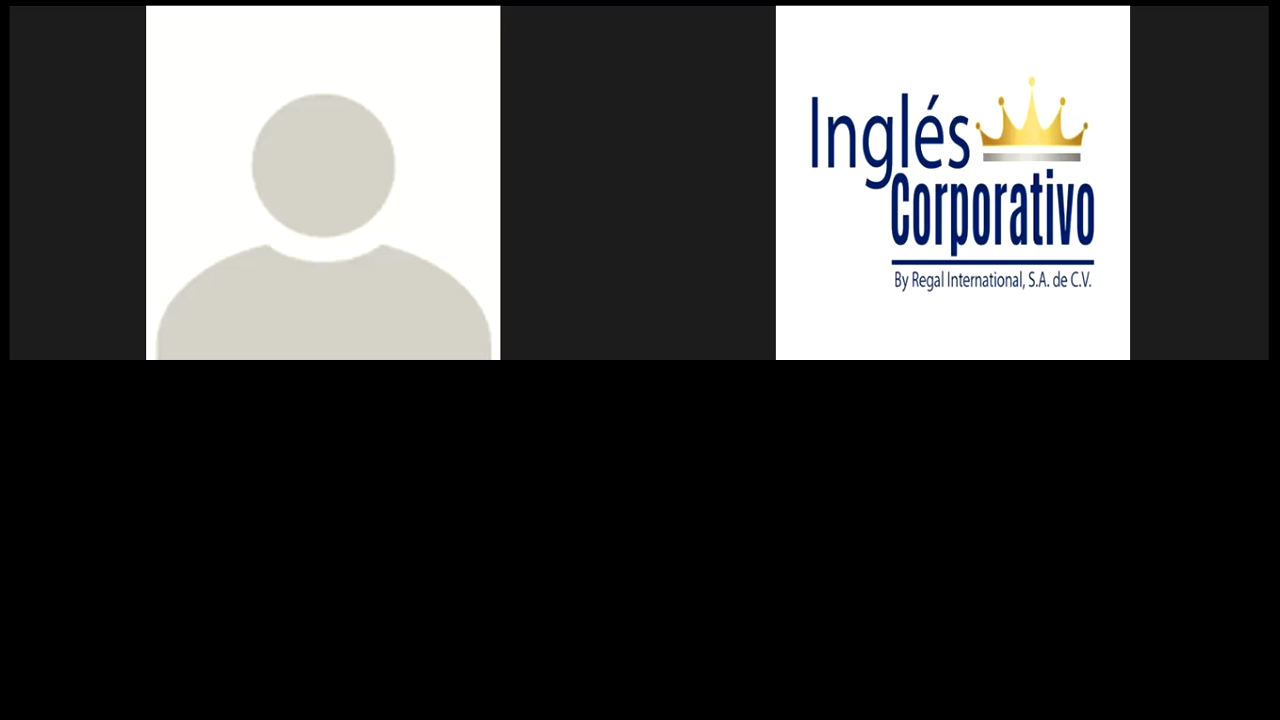 Inglés
Corporativo
By Regal International, S.A. de C.V.